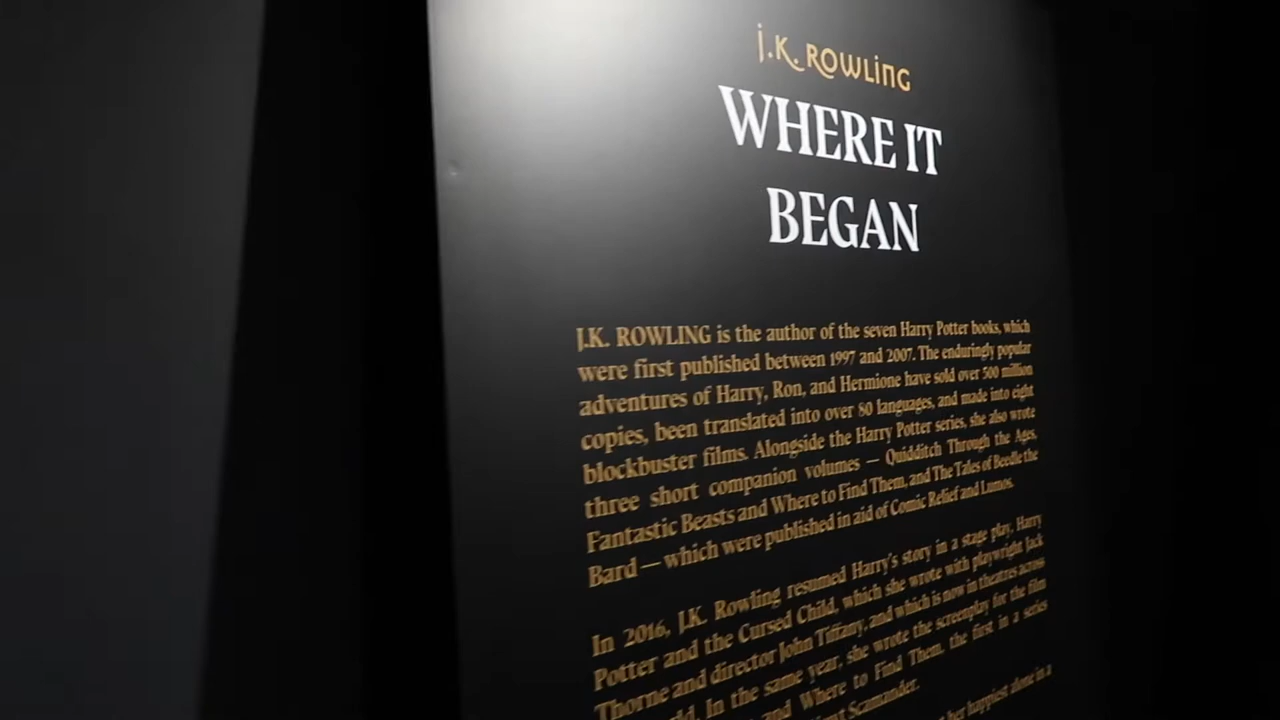 J.K. ROWLING
WHERE IT
BEGAN
J.K. ROWLING is the author of the seven Harry Potter books, which
were first published between 1997 and 2007. The enduringly popular
adventures of Harry, Ron, and Hermione have sold over 500 million
copies, been translated into over 80 languages, and made into eight
blockbuster films. Alongside the Harry Potter series, she also wrote
three short companion volumes — Quidditch Through the Ages,
Fantastic Beasts and Where to Find Them, and The Tales of Beedle the
Bard — which were published in aid of Comic Relief and Lumos.
In 2016, J.K. Rowling resumed Harry's story in a stage play, Harry
Potter and the Cursed Child, which she wrote with playwright Jack
Thorne and director John Tiffany, and which is now in theatres across
In the same year, she wrote the screenplay for the film
and Where to Find Them, the first in a series
Scamander.
her happiest alone in a